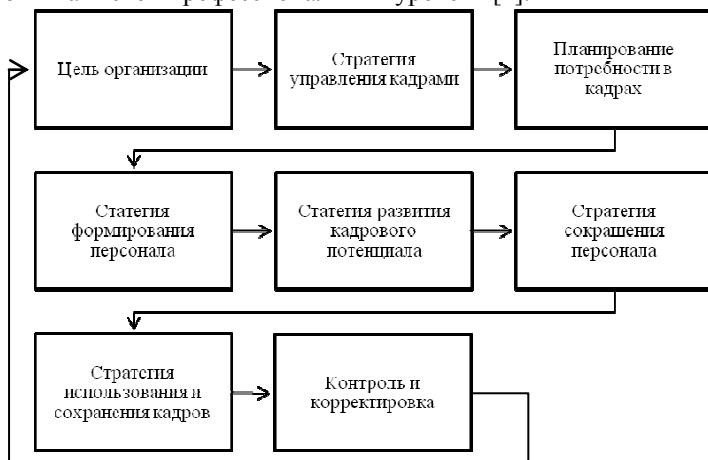 Цель организации
Стратегия
управления кадрами
Планирование
потребности в
кадрах
Статегия
формирования
персонала
Статегия развития
кадрового
потенциала
Стратегия
сокрашения
персонала
Стратегия
использования и
сохранения кадров
Контроль и
корректировка